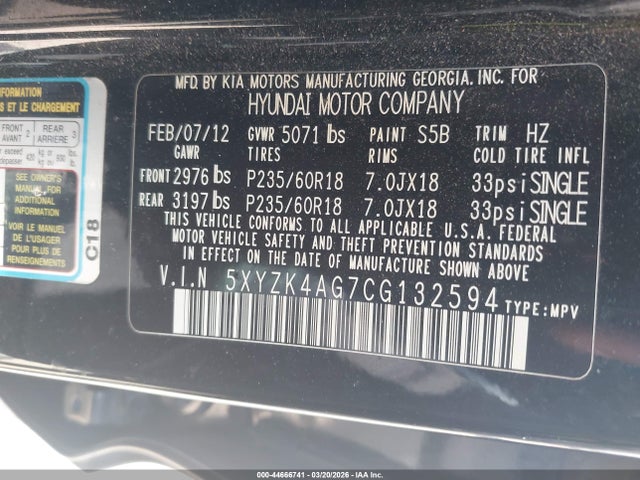 INFORMATION
ET LE CHARGEMENT
FRONT 2 REAR 3
AVANT ARRIERE
SEE OWNER'S
MANUAL FOR
ADDITIONAL
INFORMATION
VOIR LE MANUEL
DE L'USAGER
POUR PLUS DE
RENSEIGNEMENTS
C18
MFD. BY KIA MOTORS MANUFACTURING GEORGIA. INC. FOR
HYUNDAI MOTOR COMPANY
FEB/07/12 GVWR 5071 lbs PAINT S5B TRIM HZ
GAWR TIRES RIMS COLD TIRE INFL
FRONT 2976 lbs P235/60R18 7.0JX18 33psi SINGLE
REAR 3197 lbs P235/60R18 7.0JX18 33psi SINGLE
THIS VEHICLE CONFORMS TO ALL APPLICABLE U.S.A. FEDERAL
MOTOR VEHICLE SAFETY AND THEFT PREVENTION STANDARDS
IN EFFECT ON THE DATE OF MANUFACTURE SHOWN ABOVE
V.I.N 5XYZK4AG7CG132594 TYPE:MPV
000-44666741 | 03/20/2026 | IAA Inc.